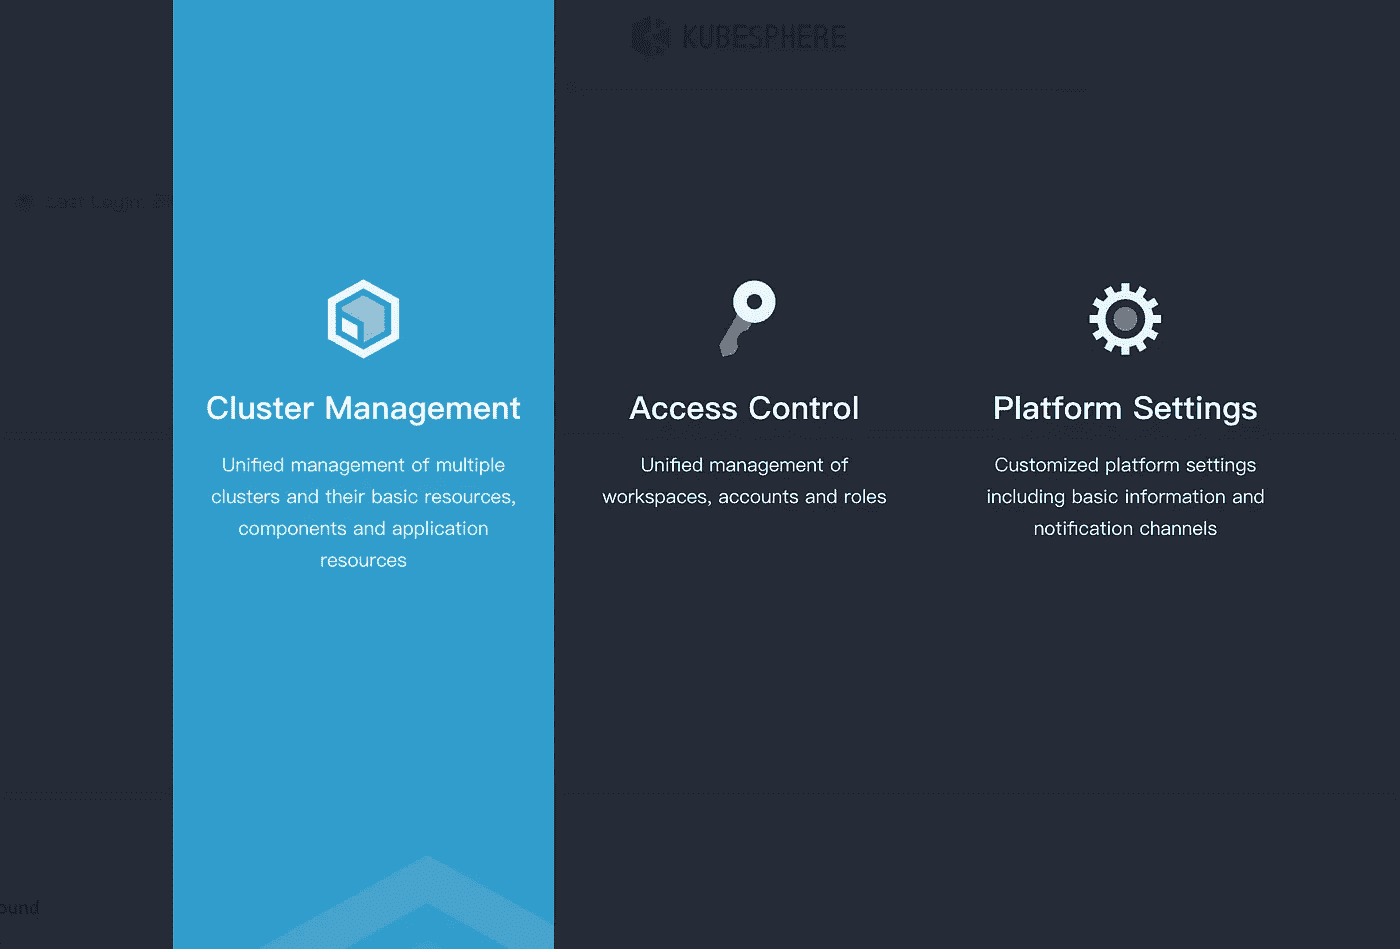 KUBESPHERE
Last Login:
Cluster Management
Unified management of multiple
clusters and their basic resources,
components and application
resources
Access Control
Unified management of
workspaces, accounts and roles
Platform Settings
Customized platform settings
including basic information and
notification channels
ound